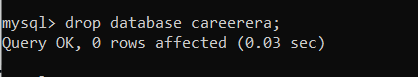 mysql> drop database careerera;
Query OK, 0 rows affected (0.03 sec)